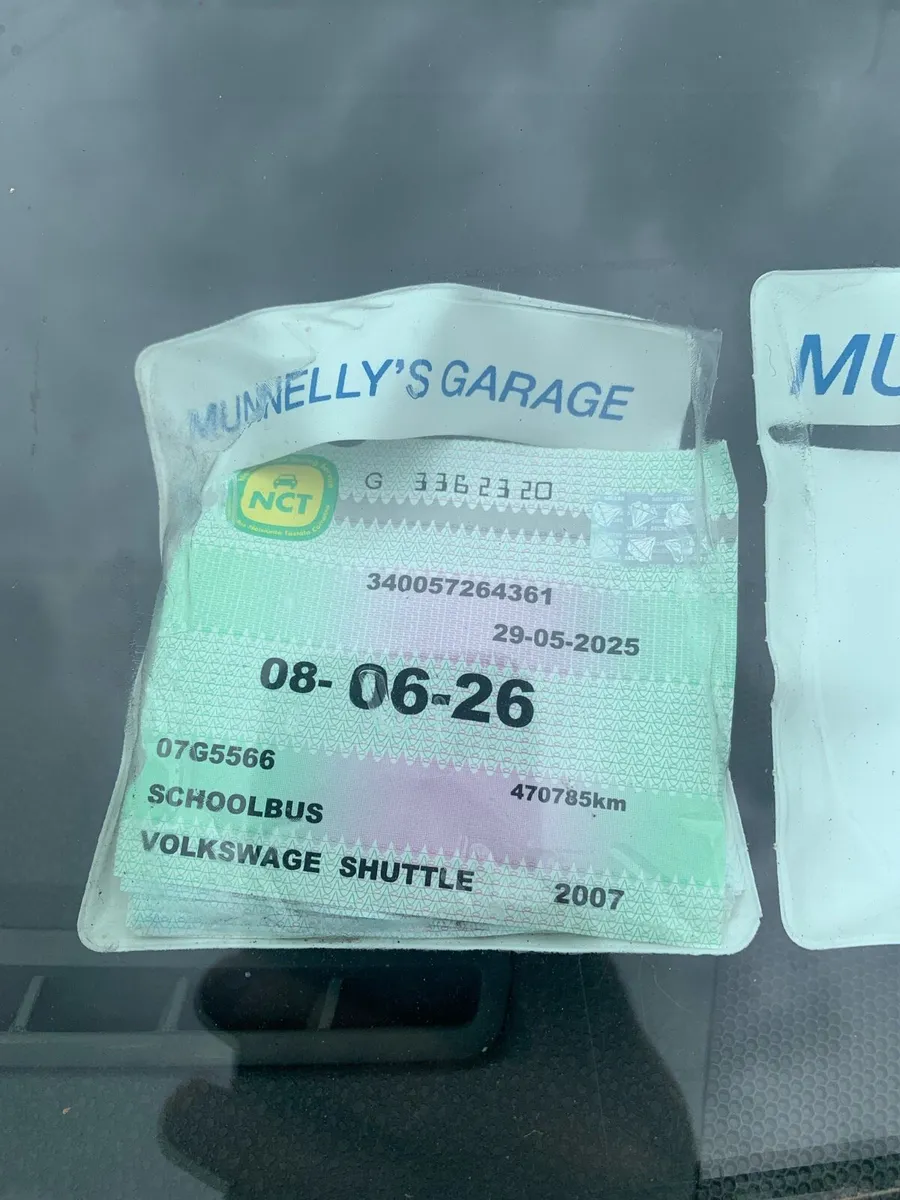 MUNNELLY'S GARAGE
MU
NCT
G 3362320
340057264361
29-05-2025
08-06-26
07G5566
470785km
SCHOOLBUS
VOLKSWAGE SHUTTLE 2007